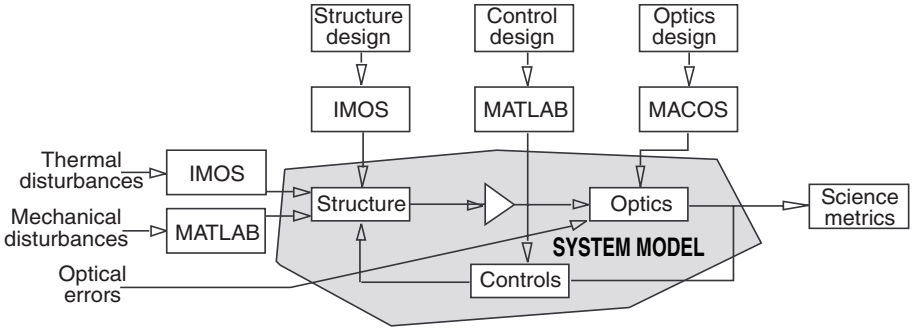 Structure
design
Control
design
Optics
design
IMOS
MATLAB
MACOS
Thermal
disturbances
IMOS
Mechanical
disturbances
MATLAB
Structure
Optics
Science
metrics
SYSTEM MODEL
Optical
errors
Controls